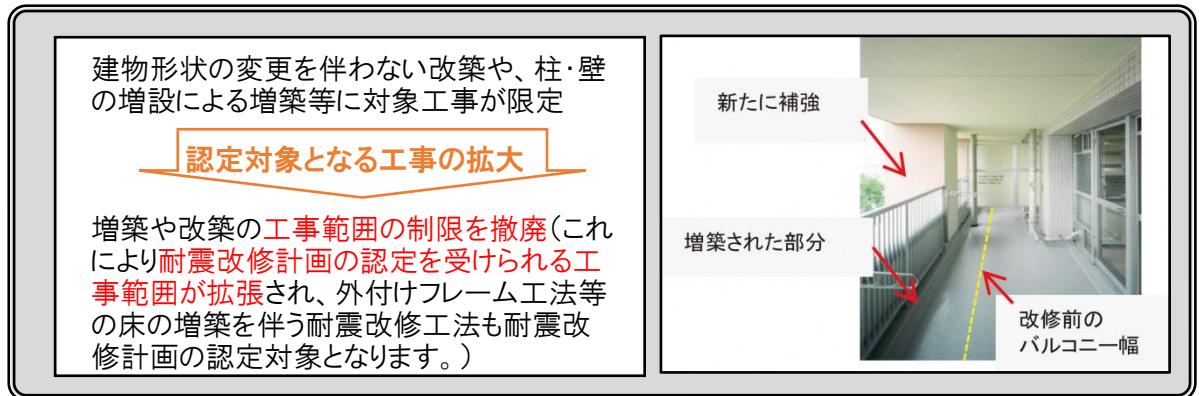 建物形状の変更を伴わない改築や、柱・壁
の増設による増築等に対象工事が限定
認定対象となる工事の拡大
増築や改築の工事範囲の制限を撤廃(これ
により耐震改修計画の認定を受けられる工
事範囲が拡張され、外付けフレーム工法等
の床の増築を伴う耐震改修工法も耐震改
修計画の認定対象となります。)
新たに補強
増築された部分
改修前の
バルコニー幅